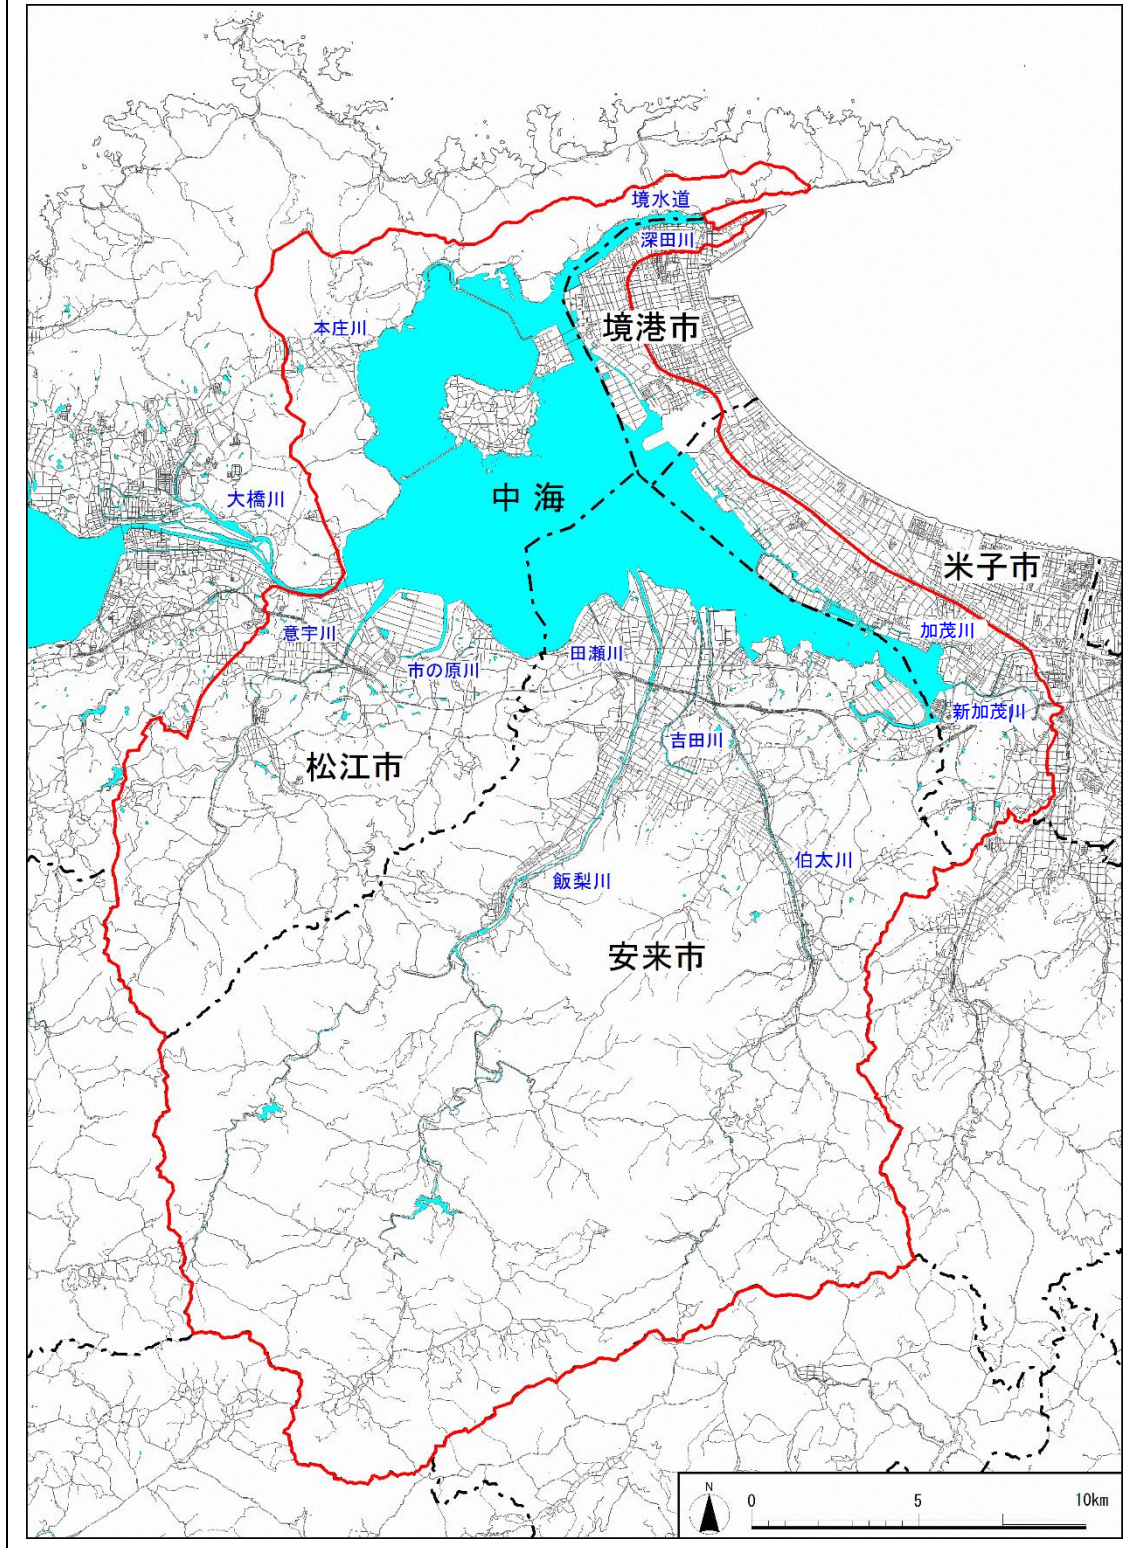 境水道
深田川
境港市
本庄川
中海
大橋川
米子市
加茂川
意宇川
市の原川
田瀬川
新加茂川
吉田川
松江市
伯太川
飯梨川
安来市
N
0 5 10km